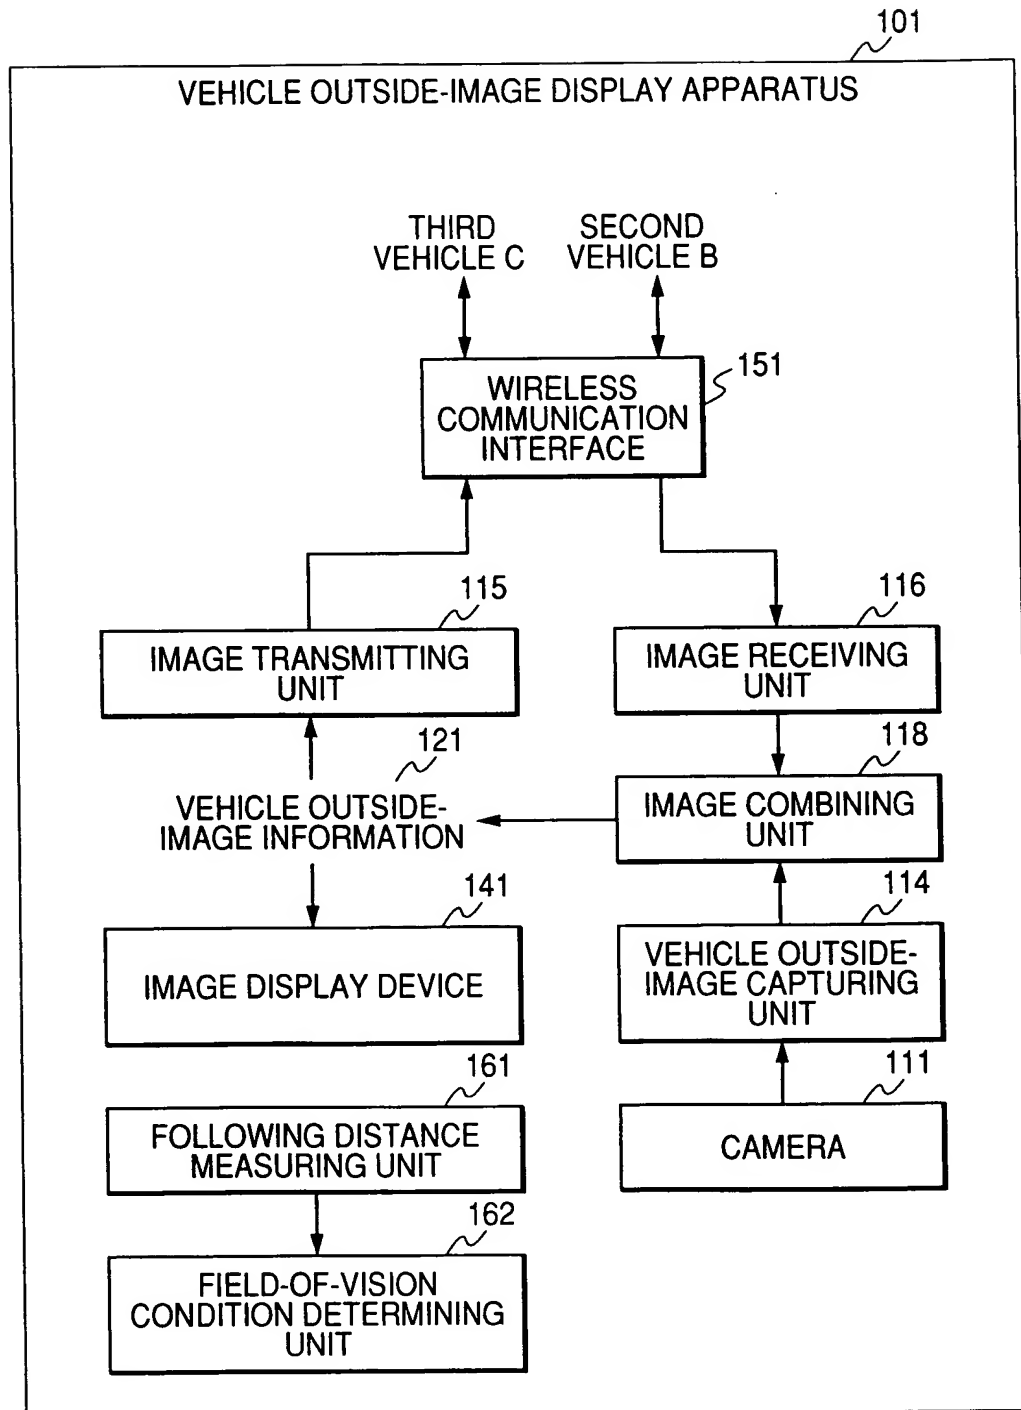 101
VEHICLE OUTSIDE-IMAGE DISPLAY APPARATUS
THIRD
VEHICLE C
SECOND
VEHICLE B
151
WIRELESS
COMMUNICATION
INTERFACE
115
IMAGE TRANSMITTING
UNIT
116
IMAGE RECEIVING
UNIT
121
VEHICLE OUTSIDE-
IMAGE INFORMATION
118
IMAGE COMBINING
UNIT
141
IMAGE DISPLAY DEVICE
114
VEHICLE OUTSIDE-
IMAGE CAPTURING
UNIT
161
FOLLOWING DISTANCE
MEASURING UNIT
111
CAMERA
162
FIELD-OF-VISION
CONDITION DETERMINING
UNIT